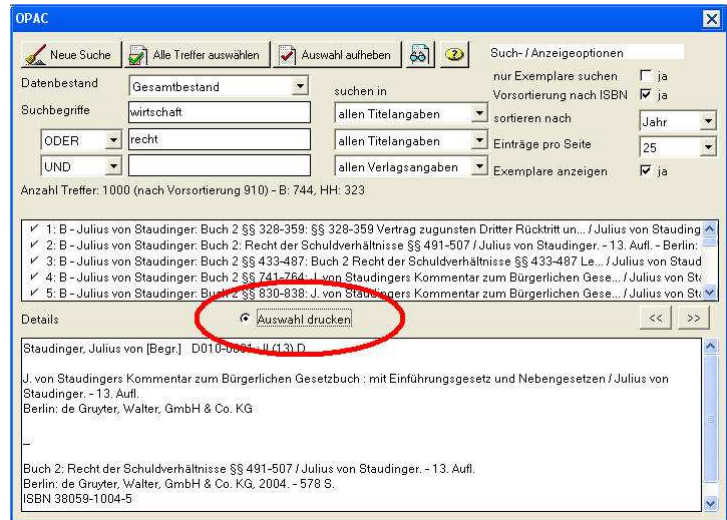 OPAC
Neue Suche Alle Treffer auswählen Auswahl aufheben Such- / Anzeigeoptionen
Datenbestand Gesamtbestand suchen in nur Exemplare suchen ja
Vorsortierung nach ISBN ja
Suchbegriffe wirtschaft allen Titelangaben sortieren nach Jahr
ODER recht allen Titelangaben Einträge pro Seite 25
UND allen Verlagsangaben Exemplare anzeigen ja
Anzahl Treffer: 1000 (nach Vorsortierung 910) - B: 744, HH: 323
1: B - Julius von Staudinger: Buch 2 §§ 328-359: §§ 328-359 Vertrag zugunsten Dritter Rücktritt un... / Julius von Stauding
2: B - Julius von Staudinger: Buch 2: Recht der Schuldverhältnisse §§ 491-507 / Julius von Staudinger. - 13. Aufl. - Berlin:
3: B - Julius von Staudinger: Buch 2 §§ 433-487: Buch 2 Recht der Schuldverhältnisse §§ 433-487 Le... / Julius von Staud
4: B - Julius von Staudinger: Buch 2 §§ 741-764: J. von Staudingers Kommentar zum Bürgerlichen Gese... / Julius von Sta
5: B - Julius von Staudinger: Buch 2 §§ 830-838: J. von Staudingers Kommentar zum Bürgerlichen Gese... / Julius von Sta
Details Auswahl drucken << >>
Staudinger, Julius von [Begr.] II (13) D
J. von Staudingers Kommentar zum Bürgerlichen Gesetzbuch : mit Einführungsgesetz und Nebengesetzen / Julius von
Staudinger. - 13. Aufl.
Berlin: de Gruyter, Walter, GmbH & Co. KG
_
Buch 2: Recht der Schuldverhältnisse §§ 491-507 / Julius von Staudinger. - 13. Aufl.
Berlin: de Gruyter, Walter, GmbH & Co. KG, 2004. - 578 S.
ISBN 38059-1004-5